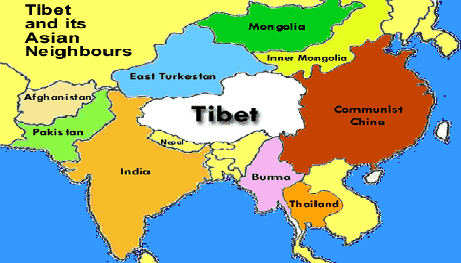 Tibet
and its
Asian
Neighbours
Mongolia
Inner Mongolia
East Turkestan
Afghanistan
Tibet
Communist
China
Pakistan
Nepal
India
Burma
Thailand